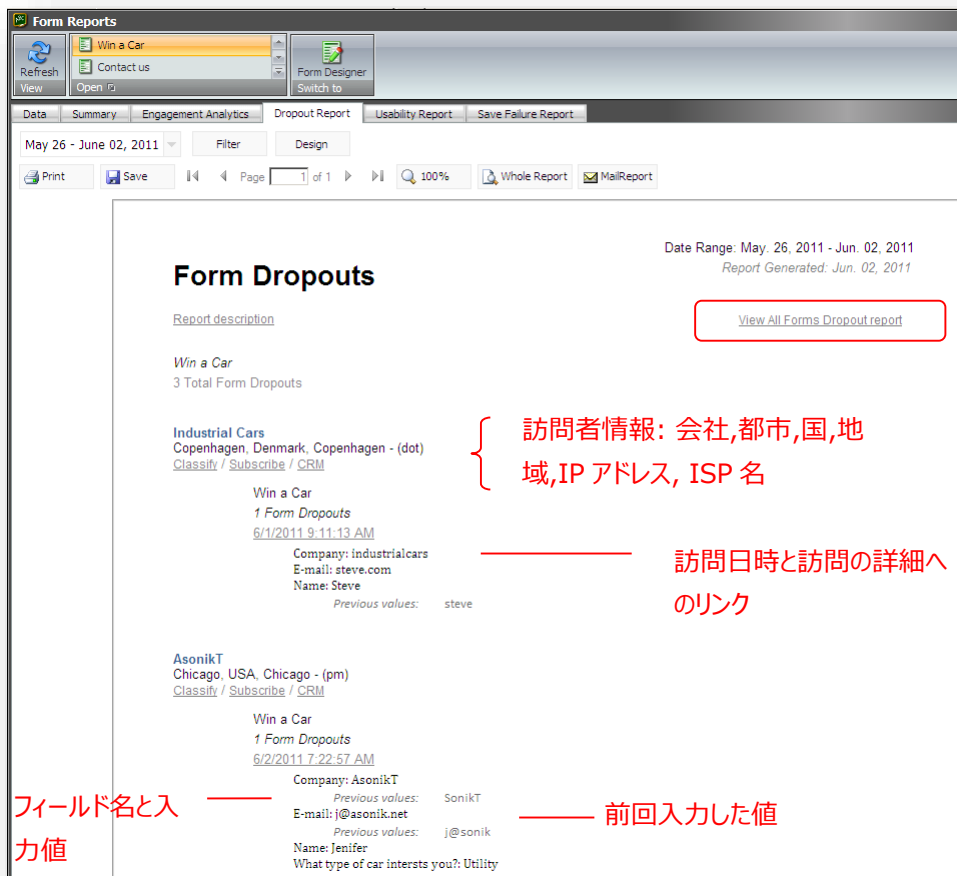 Form Reports
Win a Car
Contact us
Refresh
Form Designer
View
Open
Switch to
Data Summary Engagement Analytics Dropout Report Usability Report Save Failure Report
May 26 - June 02, 2011 Filter Design
Print Save Page 1 of 1 100% Whole Report MailReport
Date Range: May. 26, 2011 - Jun. 02, 2011
Form Dropouts
Report Generated: Jun. 02, 2011
Report description
View All Forms Dropout report
Win a Car
3 Total Form Dropouts
Industrial Cars
Copenhagen, Denmark, Copenhagen - (dot)
Classify / Subscribe / CRM
訪問者情報: 会社,都市,国,地
域,IP アドレス, ISP 名
Win a Car
1 Form Dropouts
6/1/2011 9:11:13 AM
Company: industrialcars
E-mail: steve.com
Name: Steve
Previous values: steve
訪問日時と訪問の詳細へ
のリンク
AsonikT
Chicago, USA, Chicago - (pm)
Classify / Subscribe / CRM
Win a Car
1 Form Dropouts
6/2/2011 7:22:57 AM
Company: AsonikT
Previous values: SonikT
E-mail: j@asonik.net
Previous values: j@sonik
Name: Jenifer
What type of car intersts you?: Utility
フィールド名と入
力値
前回入力した値